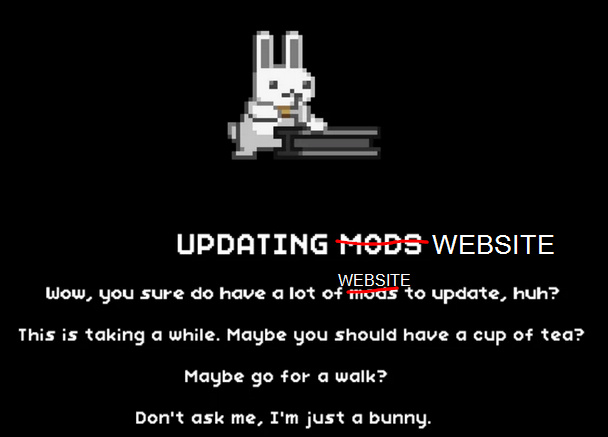 UPDATING MODS WEBSITE
WEBSITE
Wow, you sure do have a lot of mods to update, huh?
This is taking a while. Maybe you should have a cup of tea?
Maybe go for a walk?
Don't ask me, I'm just a bunny.